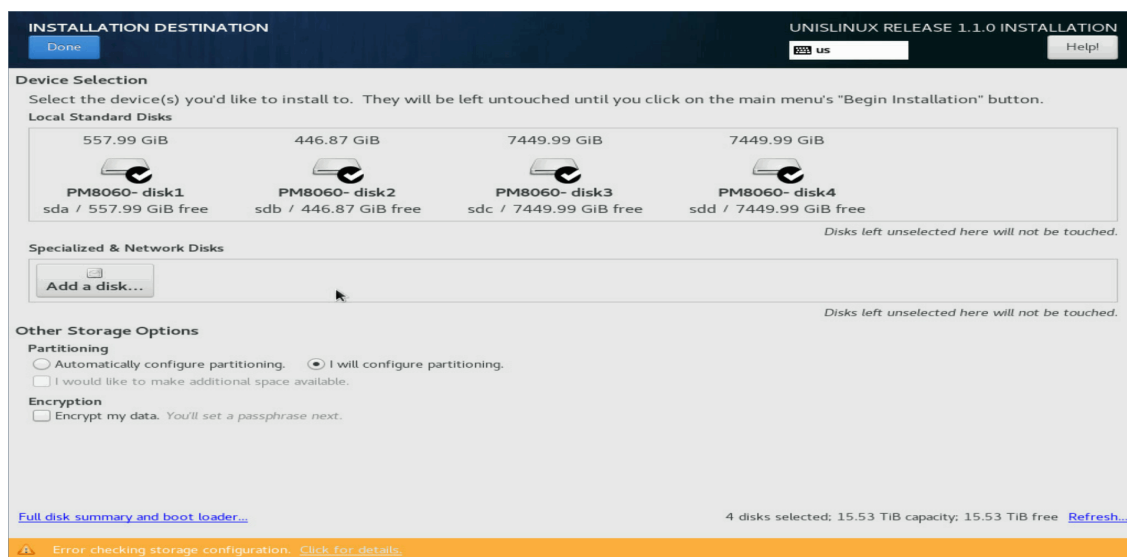 INSTALLATION DESTINATION
UNISLINUX RELEASE 1.1.0 INSTALLATION
Done
us
Help!
Device Selection
Select the device(s) you'd like to install to. They will be left untouched until you click on the main menu's "Begin Installation" button.
Local Standard Disks
557.99 GiB 446.87 GiB 7449.99 GiB 7449.99 GiB
PM8060- disk1 PM8060- disk2 PM8060- disk3 PM8060- disk4
sda / 557.99 GiB free sdb / 446.87 GiB free sdc / 7449.99 GiB free sdd / 7449.99 GiB free
Disks left unselected here will not be touched.
Specialized & Network Disks
Add a disk...
Disks left unselected here will not be touched.
Other Storage Options
Partitioning
Automatically configure partitioning. I will configure partitioning.
I would like to make additional space available.
Encryption
Encrypt my data. You'll set a passphrase next.
Full disk summary and boot loader... 4 disks selected; 15.53 TiB capacity; 15.53 TiB free Refresh...
Error checking storage configuration. Click for details.